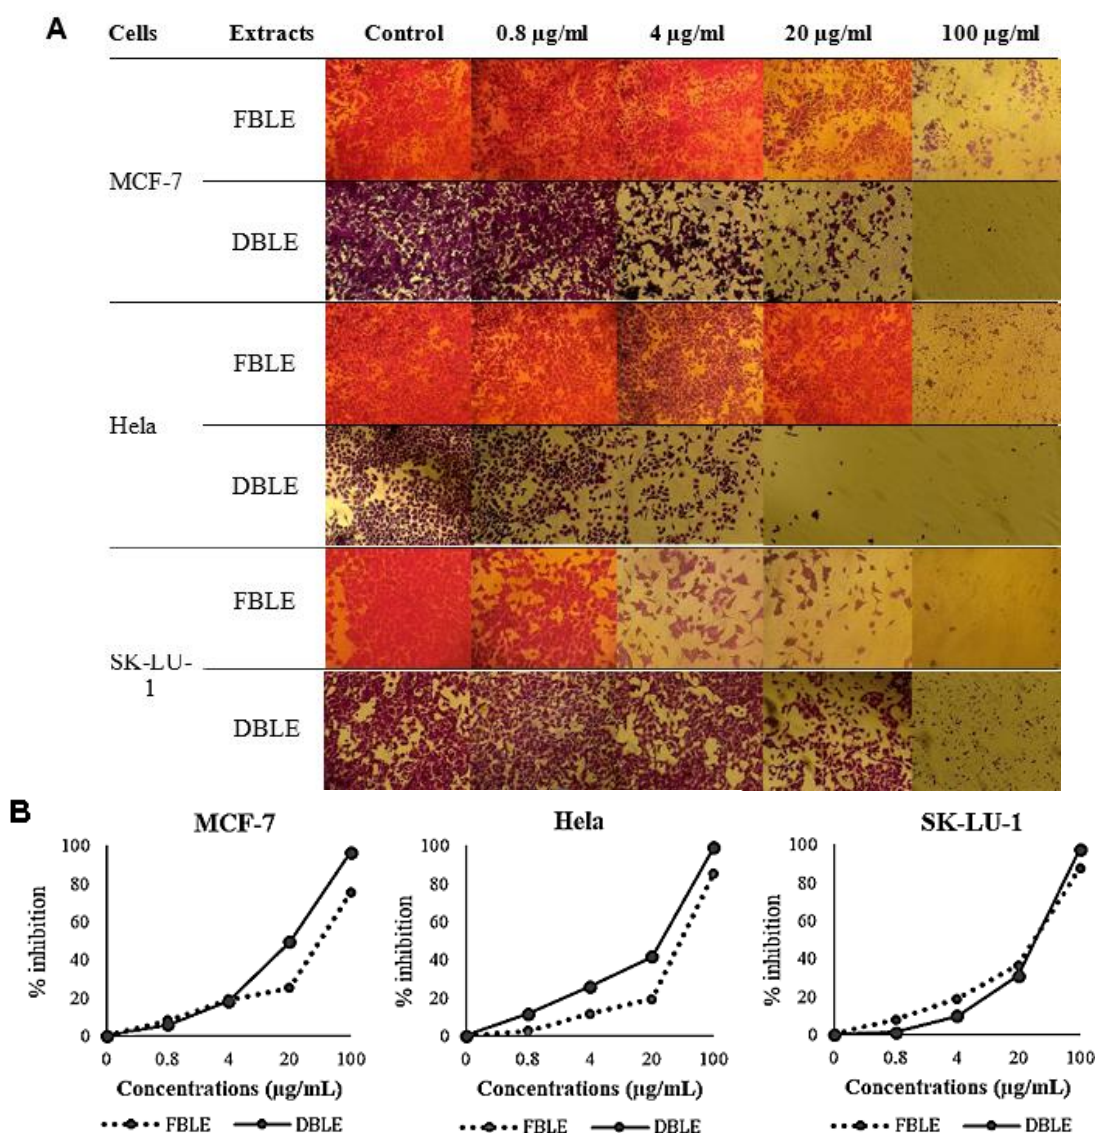 A Cells Extracts Control 0.8 µg/ml 4 µg/ml 20 µg/ml 100 µg/ml
FBLE
MCF-7
DBLE
FBLE
Hela
DBLE
FBLE
SK-LU-
1
DBLE
B
MCF-7
% inhibition
100
80
60
40
20
0
0 0.8 4 20 100
Concentrations (µg/mL)
FBLE DBLE
Hela
% inhibition
100
80
60
40
20
0
0 0.8 4 20 100
Concentrations (µg/mL)
FBLE DBLE
SK-LU-1
% inhibition
100
80
60
40
20
0
0 0.8 4 20 100
Concentrations (µg/mL)
FBLE DBLE